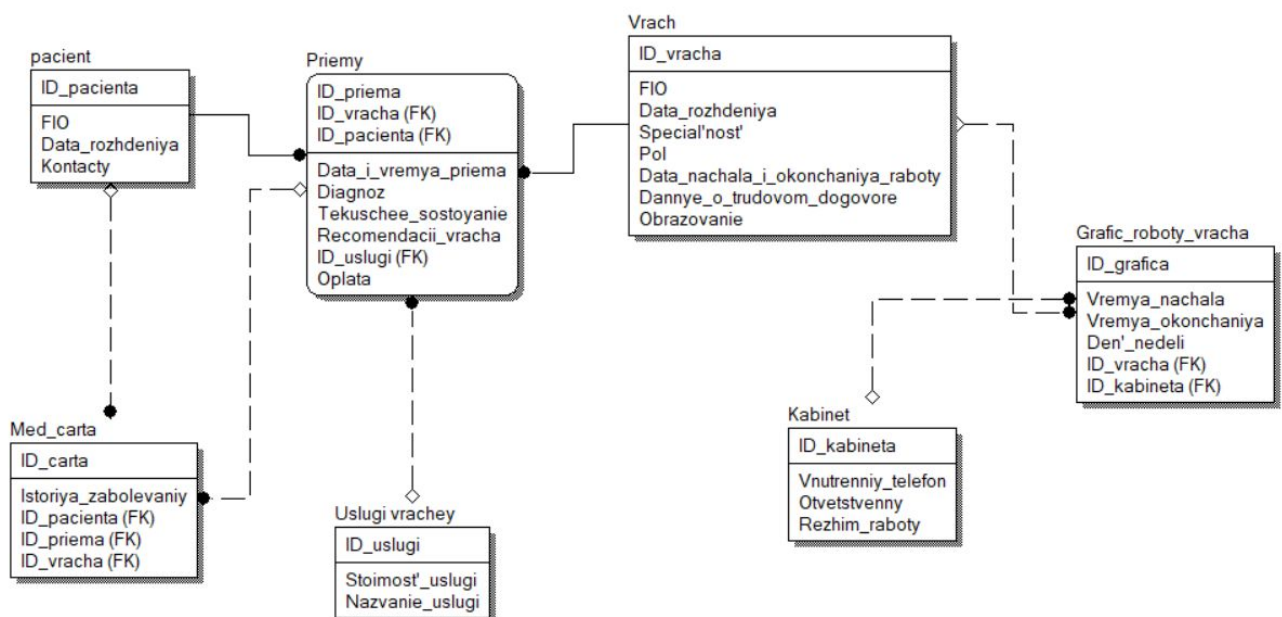 pacient
ID_pacienta
FIO
Data_rozhdeniya
Kontacty
Priemy
ID_priema
ID_vracha (FK)
ID_pacienta (FK)
Data_i_vremya_priema
Diagnoz
Tekuschee_sostoyanie
Recomendacii_vracha
ID_uslugi (FK)
Oplata
Vrach
ID_vracha
FIO
Data_rozhdeniya
Special'nost'
Pol
Data_nachala_i_okonchaniya_raboty
Dannye_o_trudovom_dogovore
Obrazovanie
Grafic_roboty_vracha
ID_grafica
Vremya_nachala
Vremya_okonchaniya
Den'_nedeli
ID_vracha (FK)
ID_kabineta (FK)
Med_carta
ID_carta
Istoriya_zabolevaniy
ID_pacienta (FK)
ID_priema (FK)
ID_vracha (FK)
Uslugi vrachey
ID_uslugi
Stoimost'_uslugi
Nazvanie_uslugi
Kabinet
ID_kabineta
Vnutrenniy_telefon
Otvetstvenny
Rezhim_raboty